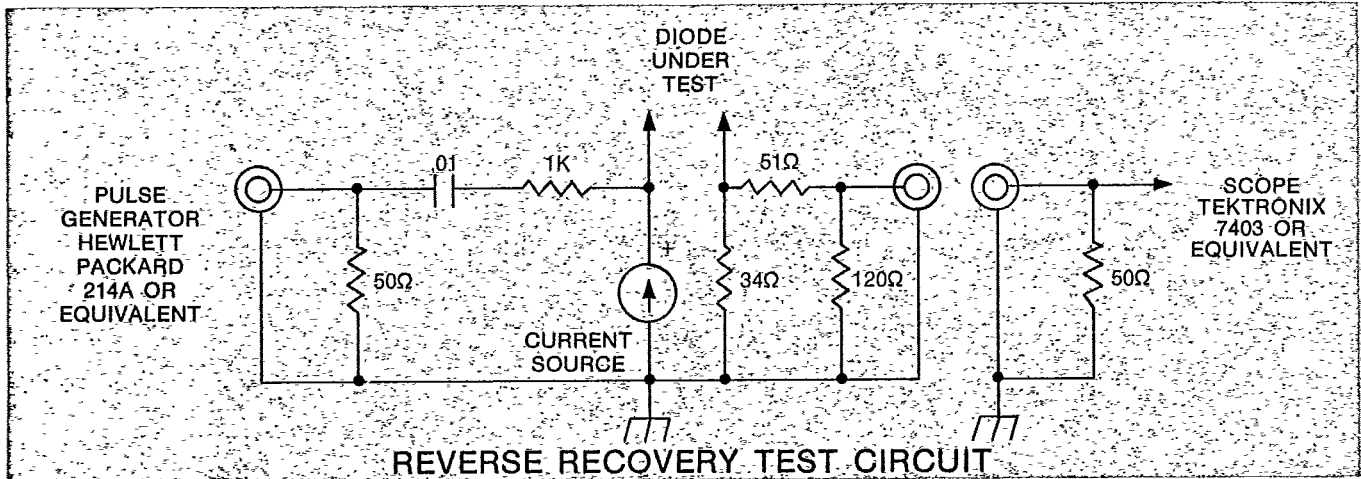 DIODE
UNDER
TEST
PULSE
GENERATOR
HEWLETT
PACKARD
214A OR
EQUIVALENT
.01
1K
50Ω
+
CURRENT
SOURCE
51Ω
34Ω
120Ω
50Ω
SCOPE
TEKTRONIX
7403 OR
EQUIVALENT
REVERSE RECOVERY TEST CIRCUIT